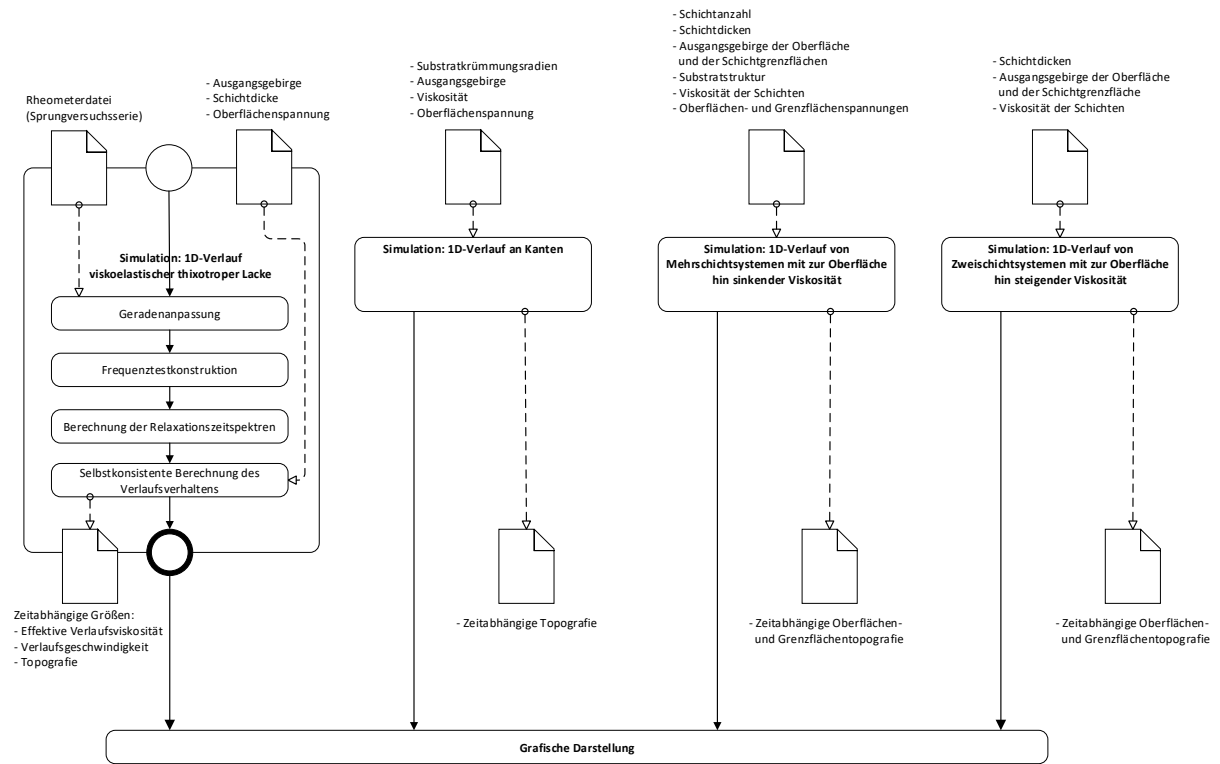 Rheometerdatei
(Sprungversuchsserie)
- Ausgangsgebirge
- Schichtdicke
- Oberflächenspannung
Simulation: 1D-Verlauf
viskoelastischer thixotroper Lacke
Geradenanpassung
Frequenztestkonstruktion
Berechnung der Relaxationszeitspektren
Selbstkonsistente Berechnung des
Verlaufsverhaltens
Zeitabhängige Größen:
- Effektive Verlaufsviskosität
- Verlaufsgeschwindigkeit
- Topografie
- Substratkrümmungsradien
- Ausgangsgebirge
- Viskosität
- Oberflächenspannung
Simulation: 1D-Verlauf an Kanten
- Zeitabhängige Topografie
- Schichtanzahl
- Schichtdicken
- Ausgangsgebirge der Oberfläche
und der Schichtgrenzflächen
- Substratstruktur
- Viskosität der Schichten
- Oberflächen- und Grenzflächenspannungen
Simulation: 1D-Verlauf von
Mehrschichtsystemen mit zur Oberfläche
hin sinkender Viskosität
- Zeitabhängige Oberflächen-
und Grenzflächentopografie
- Schichtdicken
- Ausgangsgebirge der Oberfläche
und der Schichtgrenzfläche
- Viskosität der Schichten
Simulation: 1D-Verlauf von
Zweischichtsystemen mit zur Oberfläche
hin steigender Viskosität
- Zeitabhängige Oberflächen-
und Grenzflächentopografie
Grafische Darstellung